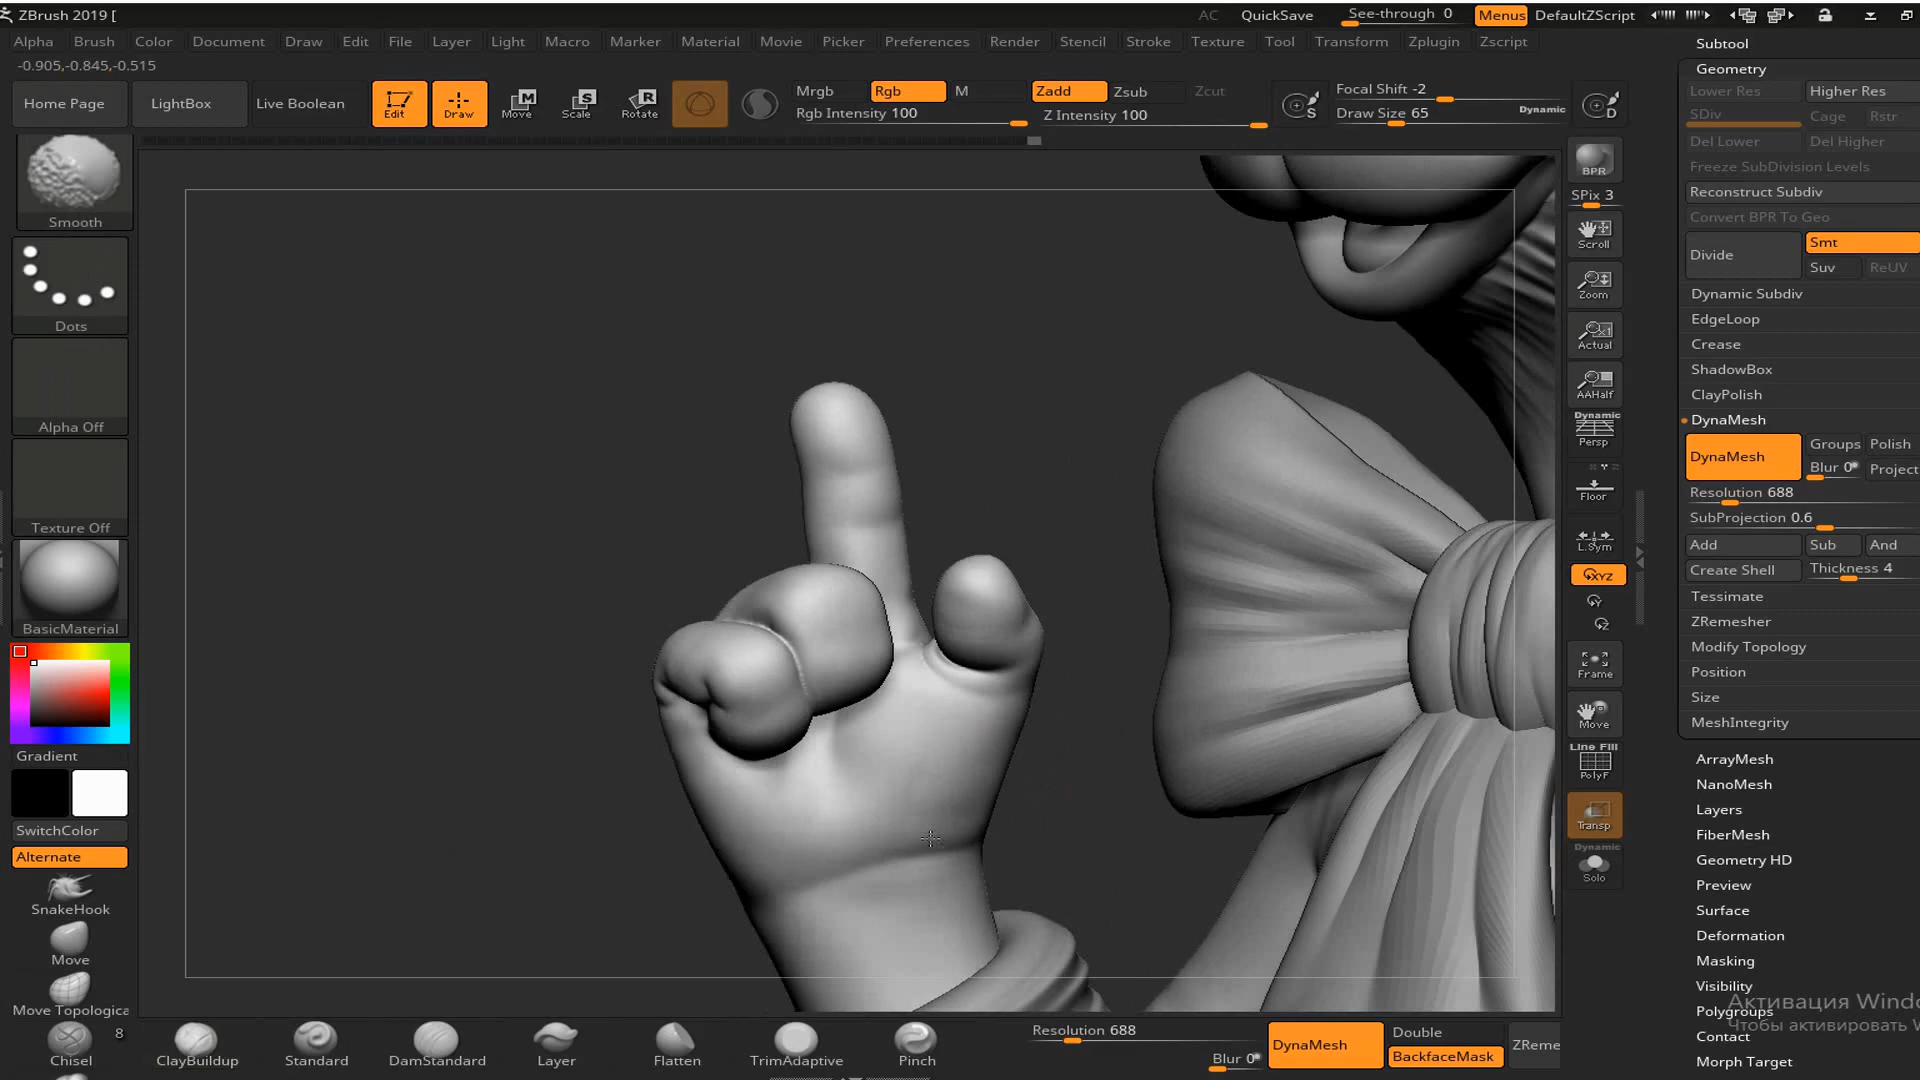 ZBrush 2019 [
AC QuickSave See-through 0 Menus DefaultZScript
Alpha Brush Color Document Draw Edit File Layer Light Macro Marker Material Movie Picker Preferences Render Stencil Stroke Texture Tool Transform Zplugin Zscript
-0.905,-0.845,-0.515
Home Page LightBox Live Boolean Edit Draw Move Scale Rotate
Mrgb Rgb M Zadd Zsub Zcut
Rgb Intensity 100 Z Intensity 100
Focal Shift -2
Draw Size 65 Dynamic
Smooth
Dots
Alpha Off
Texture Off
BasicMaterial
Gradient
SwitchColor
Alternate
SnakeHook
Move
Move Topologica
8
Chisel ClayBuildup Standard DamStandard Layer Flatten TrimAdaptive Pinch
Resolution 688
Blur 0
DynaMesh
Double
BackfaceMask
ZReme
BPR
SPix 3
Scroll
Zoom
Actual
AAHalf
Dynamic
Persp
Floor
L.Sym
XYZ
Y
Z
Frame
Move
Line Fill
PolyF
Transp
Dynamic
Solo
Subtool
Geometry
Lower Res Higher Res
SDiv Cage Rstr
Del Lower Del Higher
Freeze SubDivision Levels
Reconstruct Subdiv
Convert BPR To Geo
Divide Smt
Suv ReUV
Dynamic Subdiv
EdgeLoop
Crease
ShadowBox
ClayPolish
DynaMesh
DynaMesh Groups Polish
Blur 0 Project
Resolution 688
SubProjection 0.6
Add Sub And
Create Shell Thickness 4
Tessimate
ZRemesher
Modify Topology
Position
Size
MeshIntegrity
ArrayMesh
NanoMesh
Layers
FiberMesh
Geometry HD
Preview
Surface
Deformation
Masking
Visibility
Polygroups
Contact
Morph Target
Активация Windo
Чтобы активировать W